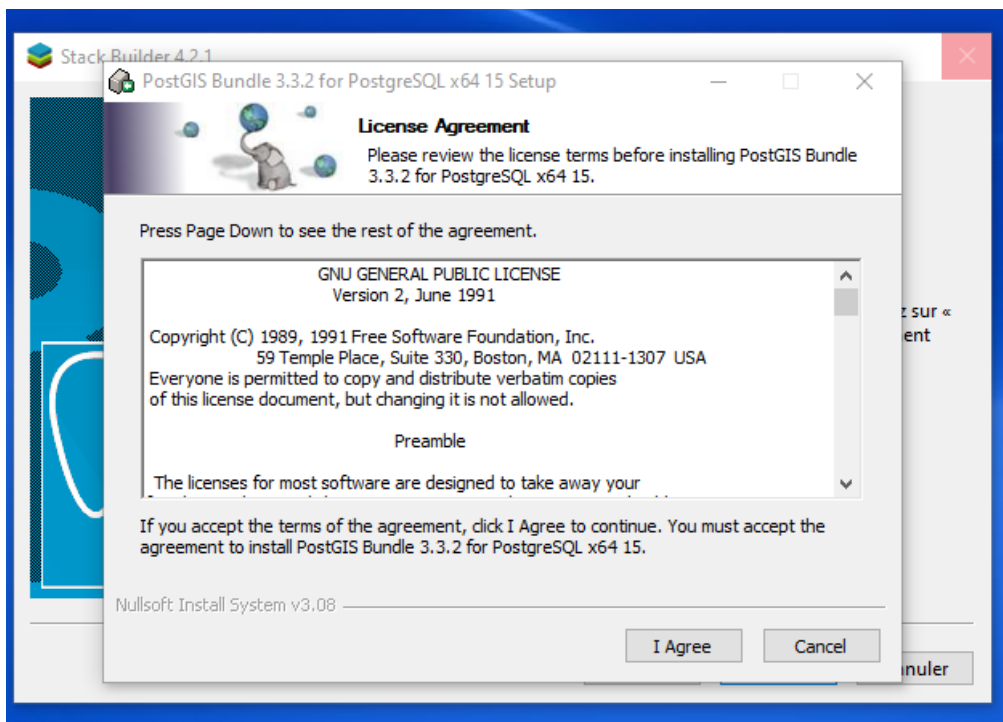 Stack Builder 4.2.1
PostGIS Bundle 3.3.2 for PostgreSQL x64 15 Setup
License Agreement
Please review the license terms before installing PostGIS Bundle
3.3.2 for PostgreSQL x64 15.
Press Page Down to see the rest of the agreement.
GNU GENERAL PUBLIC LICENSE
Version 2, June 1991
Copyright (C) 1989, 1991 Free Software Foundation, Inc.
59 Temple Place, Suite 330, Boston, MA 02111-1307 USA
Everyone is permitted to copy and distribute verbatim copies
of this license document, but changing it is not allowed.
Preamble
The licenses for most software are designed to take away your
z sur «
ent
If you accept the terms of the agreement, click I Agree to continue. You must accept the
agreement to install PostGIS Bundle 3.3.2 for PostgreSQL x64 15.
Nullsoft Install System v3.08
I Agree
Cancel
nuler